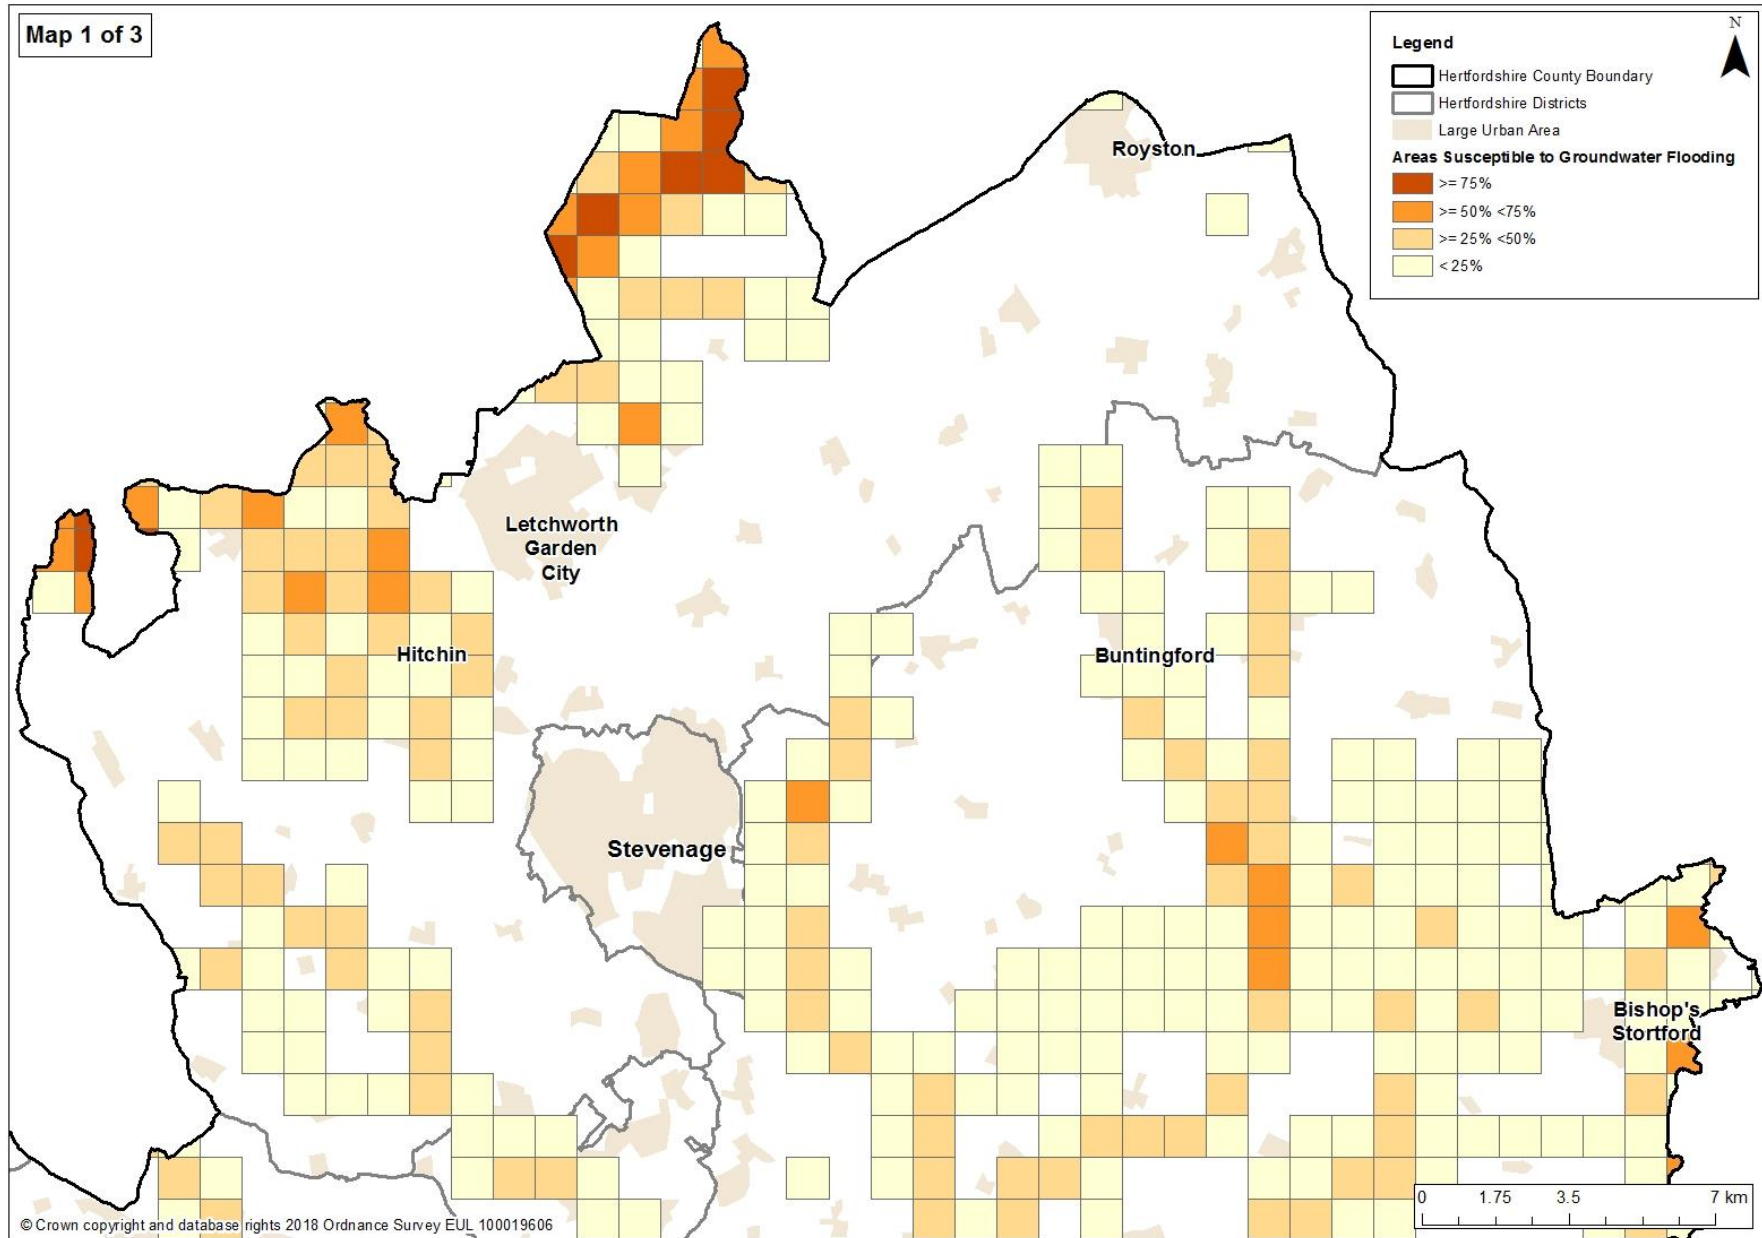 Map 1 of 3
N
Legend
Hertfordshire County Boundary
Hertfordshire Districts
Large Urban Area
Areas Susceptible to Groundwater Flooding
>= 75%
>= 50% <75%
>= 25% <50%
< 25%
Royston
Letchworth
Garden
City
Hitchin
Buntingford
Stevenage
Bishop's
Stortford
0 1.75 3.5 7 km
© Crown copyright and database rights 2018 Ordnance Survey EUL 100019606